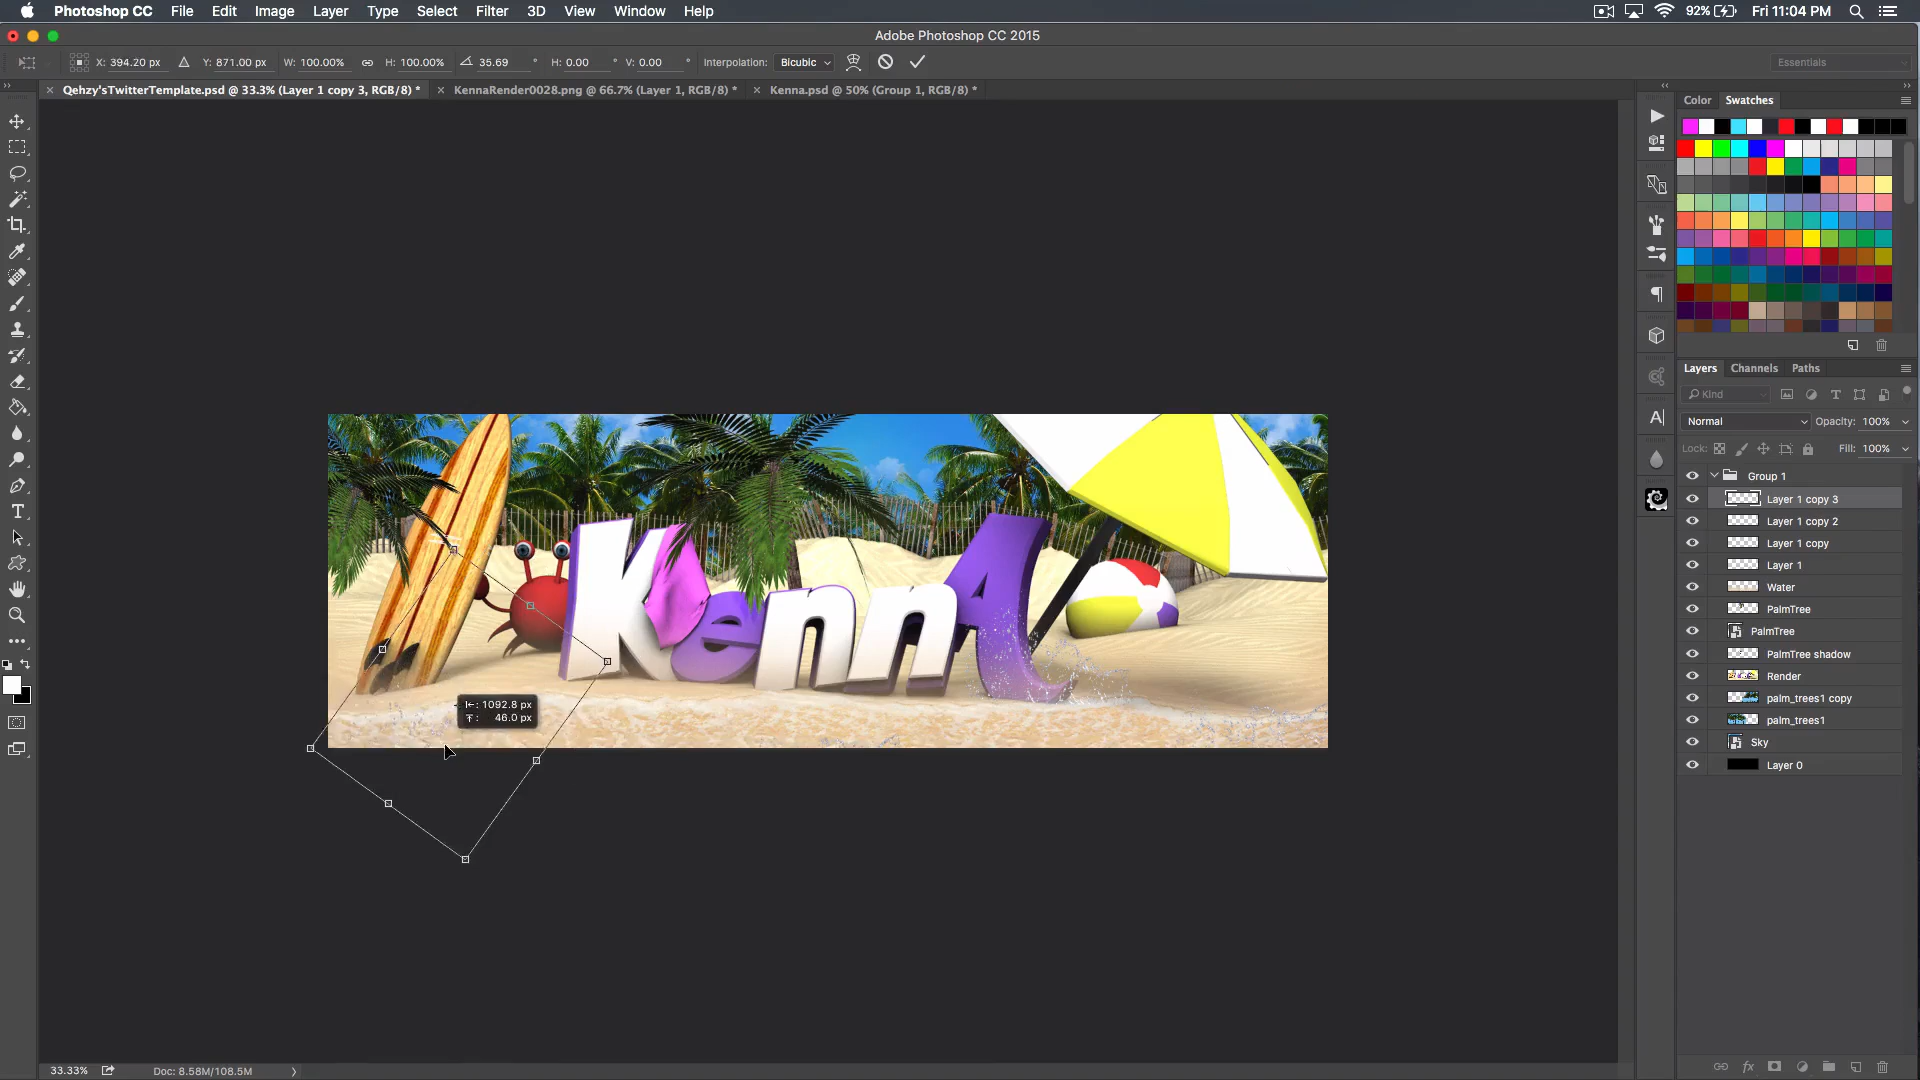 Photoshop CC File Edit Image Layer Type Select Filter 3D View Window Help 92% Fri 11:04 PM
Adobe Photoshop CC 2015
X: 394.20 px Y: 871.00 px W: 100.00% H: 100.00% 35.69 ° H: 0.00 ° V: 0.00 ° Interpolation: Bicubic Essentials
Qehzy'sTwitterTemplate.psd @ 33.3% (Layer 1 copy 3, RGB/8) * KennaRender0028.png @ 66.7% (Layer 1, RGB/8) * Kenna.psd @ 50% (Group 1, RGB/8) *
Color Swatches
Layers Channels Paths
Kind
Normal Opacity: 100%
Lock: Fill: 100%
Group 1
Layer 1 copy 3
Layer 1 copy 2
Layer 1 copy
Layer 1
Water
PalmTree
PalmTree
PalmTree shadow
Render
palm_trees1 copy
palm_trees1
Sky
Layer 0
KennA
: 1092.8 px
: 46.0 px
33.33% Doc: 8.58M/108.5M